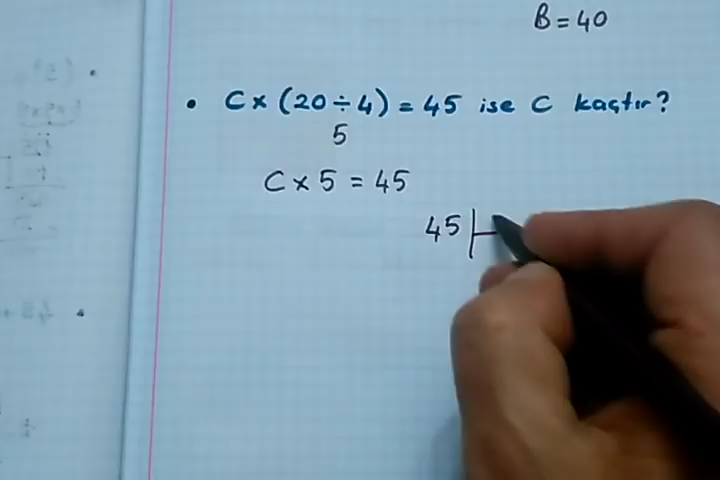 B = 40
• C x (20 ÷ 4) = 45 ise C kaçtır?
5
C x 5 = 45
45